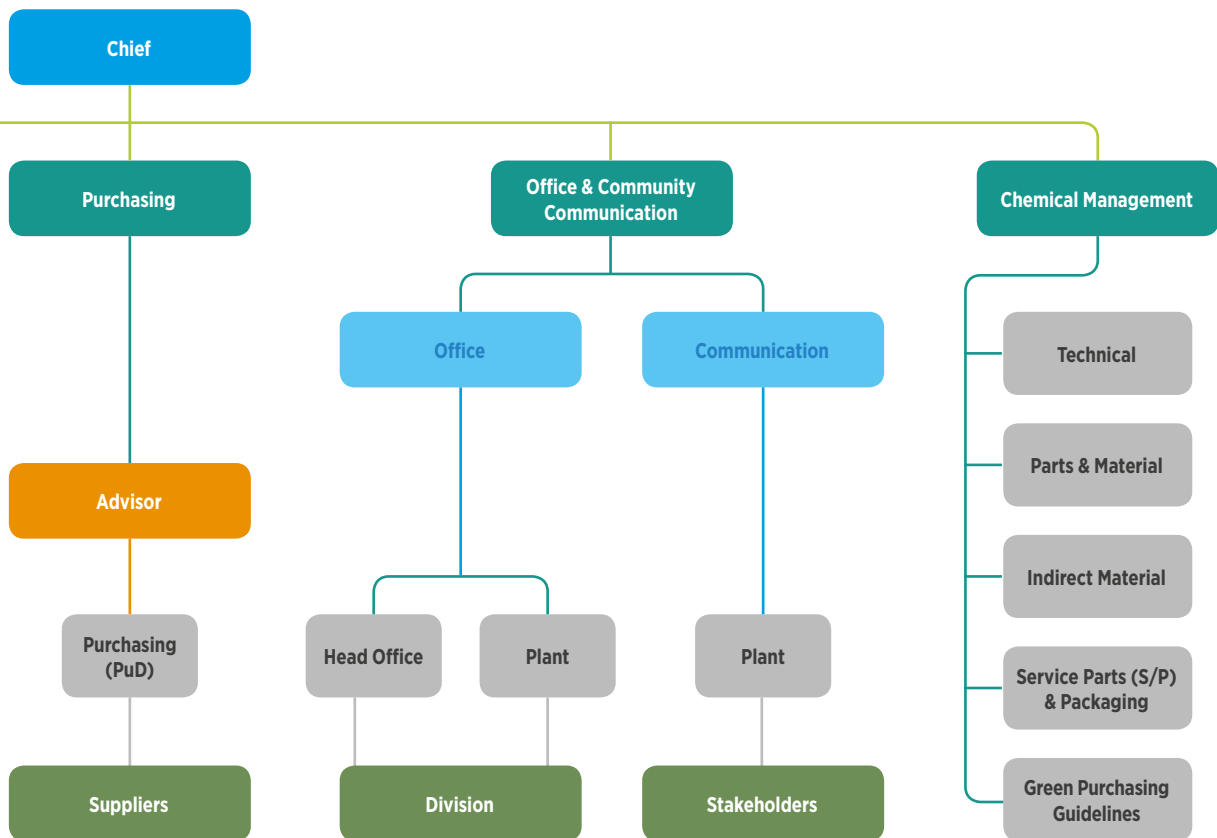 Chief
Purchasing
Office & Community
Communication
Chemical Management
Office
Communication
Technical
Parts & Material
Advisor
Indirect Material
Purchasing
(PuD)
Head Office
Plant
Plant
Service Parts (S/P)
& Packaging
Suppliers
Division
Stakeholders
Green Purchasing
Guidelines